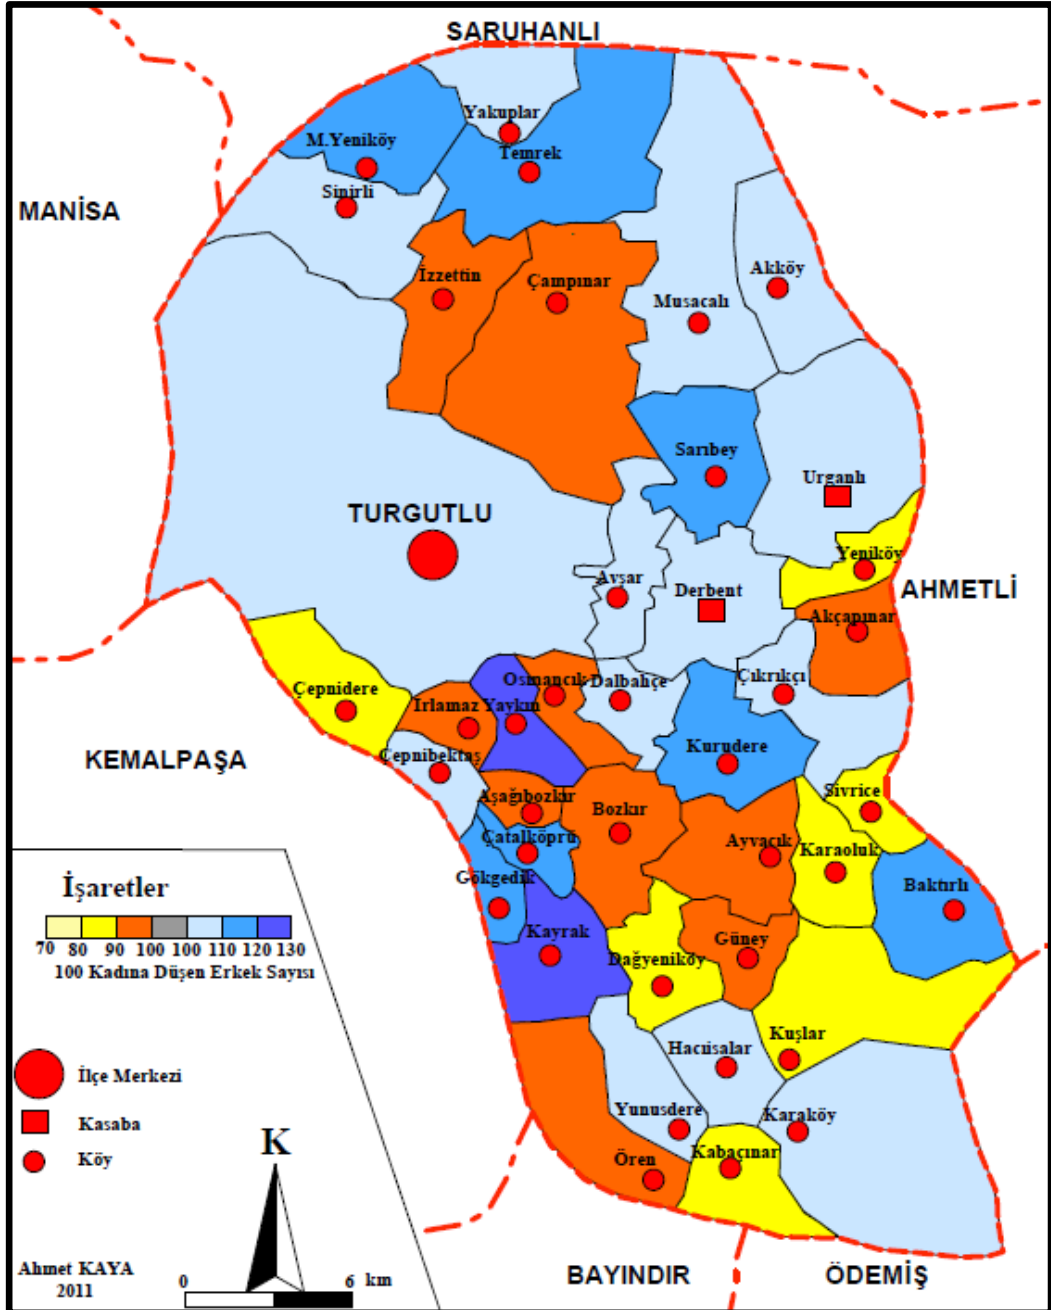 SARUHANLI
Yakuplar
M.Yeniköy
Temrek
Sinirli
MANİSA
İzzettin
Çampınar
Akköy
Musacalı
Sarıbey
Urganlı
TURGUTLU
Yeniköy
Avşar
Derbent
AHMETLİ
Akçapınar
Çepnidere
Osmancık
Dalbahçe
Çıkrıkçı
Irlamaz
Yaykın
Kurudere
KEMALPAŞA
Çepnibektaş
Sivrice
Aşağıbozkır
Bozkır
Çatalköprü
Ayvacık
Karaoluk
Gökgedik
Baktırlı
İşaretler
70 80 90 100 100 110 120 130
100 Kadına Düşen Erkek Sayısı
Kayrak
Güney
Dağyeniköy
Kuşlar
Hacıisalar
İlçe Merkezi
Yunusdere
Karaköy
Kasaba
Kabaçınar
Köy
Ören
K
Ahmet KAYA
2011
0 6 km
BAYINDIR
ÖDEMİŞ